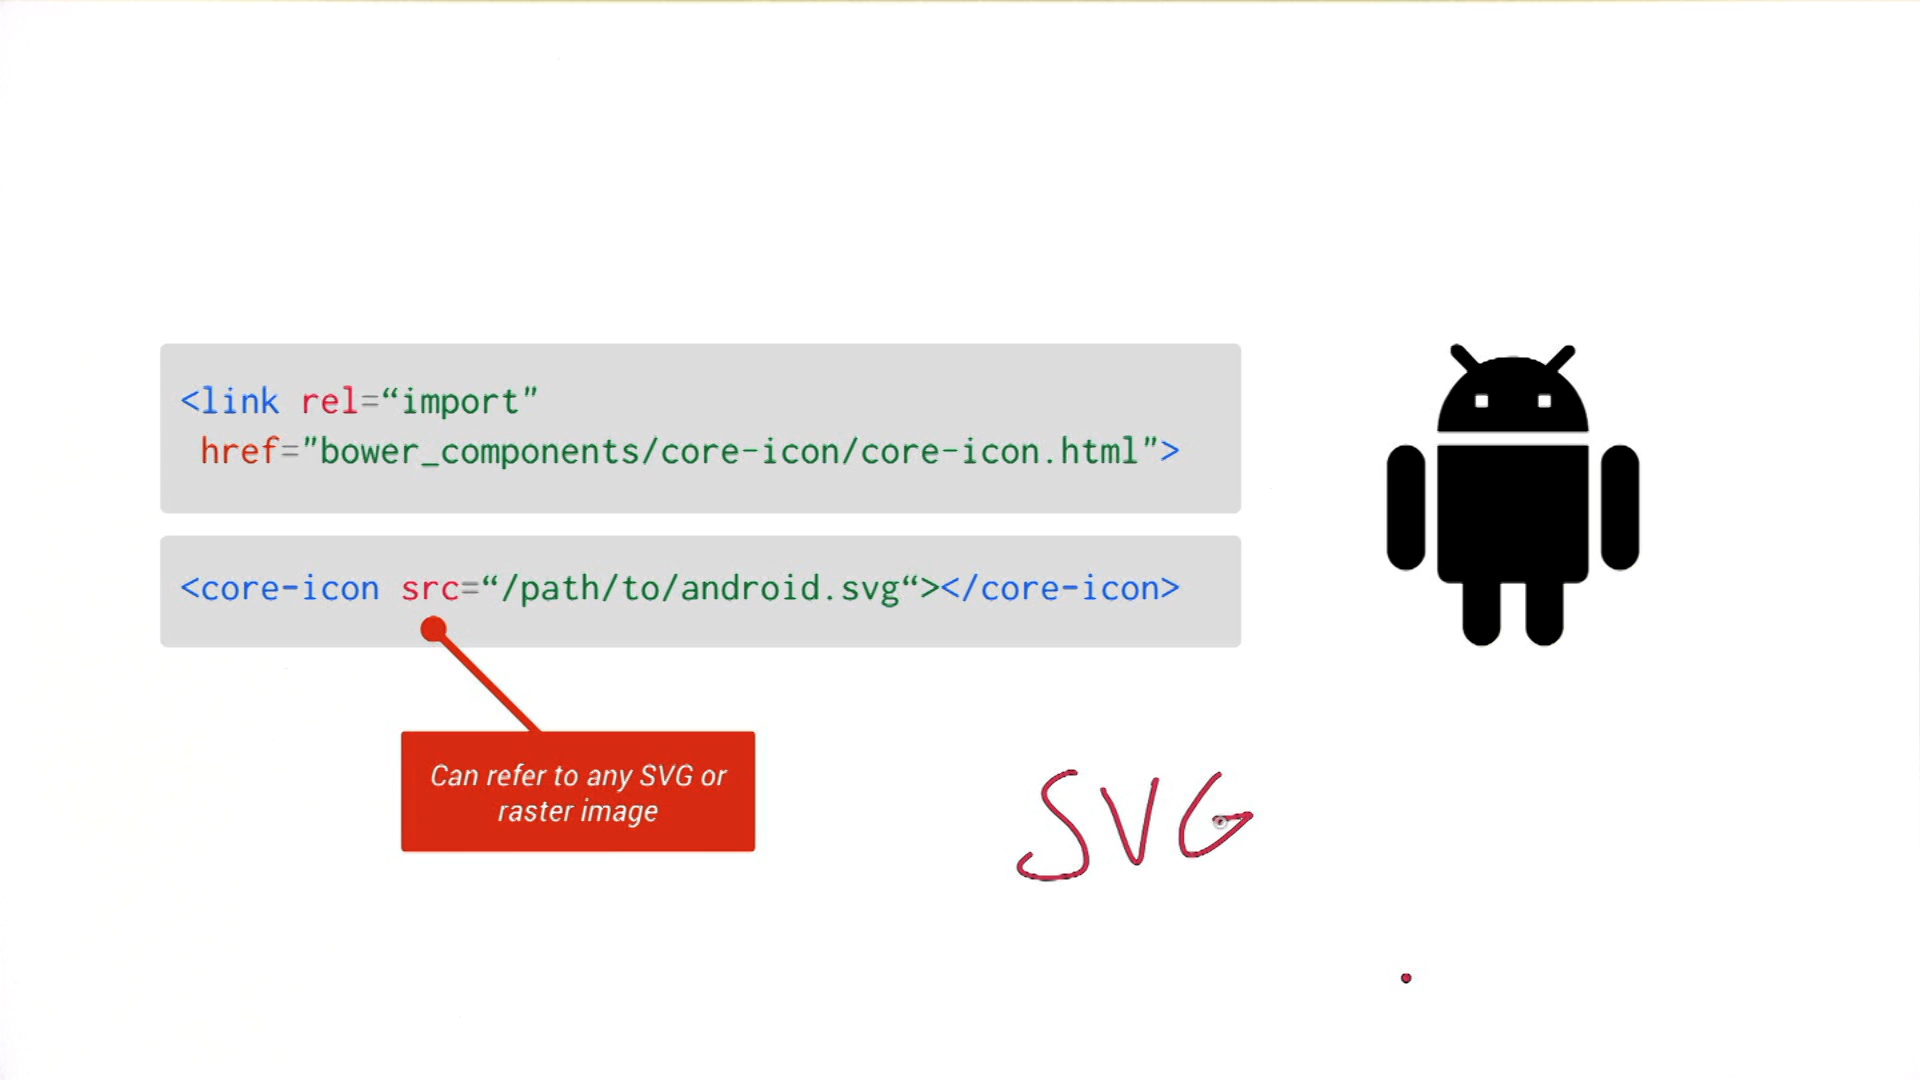 <link rel=“import"
href="bower_components/core-icon/core-icon.html">
<core-icon src=“/path/to/android.svg“></core-icon>
Can refer to any SVG or
raster image
SVG